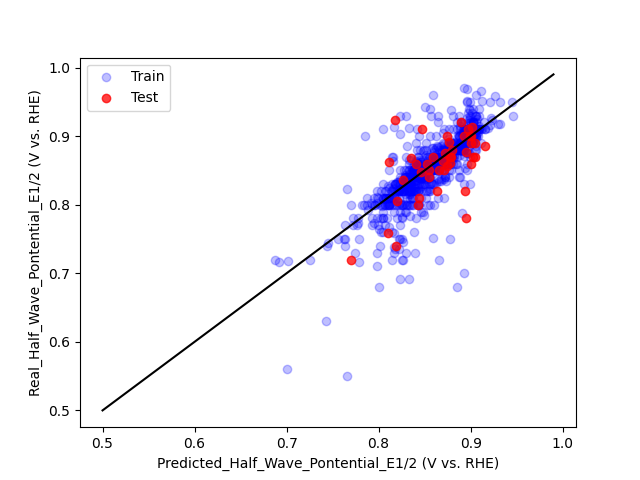 Train
Test
1.0
0.9
0.8
0.7
0.6
0.5
Real_Half_Wave_Pontential_E1/2 (V vs. RHE)
0.5 0.6 0.7 0.8 0.9 1.0
Predicted_Half_Wave_Pontential_E1/2 (V vs. RHE)